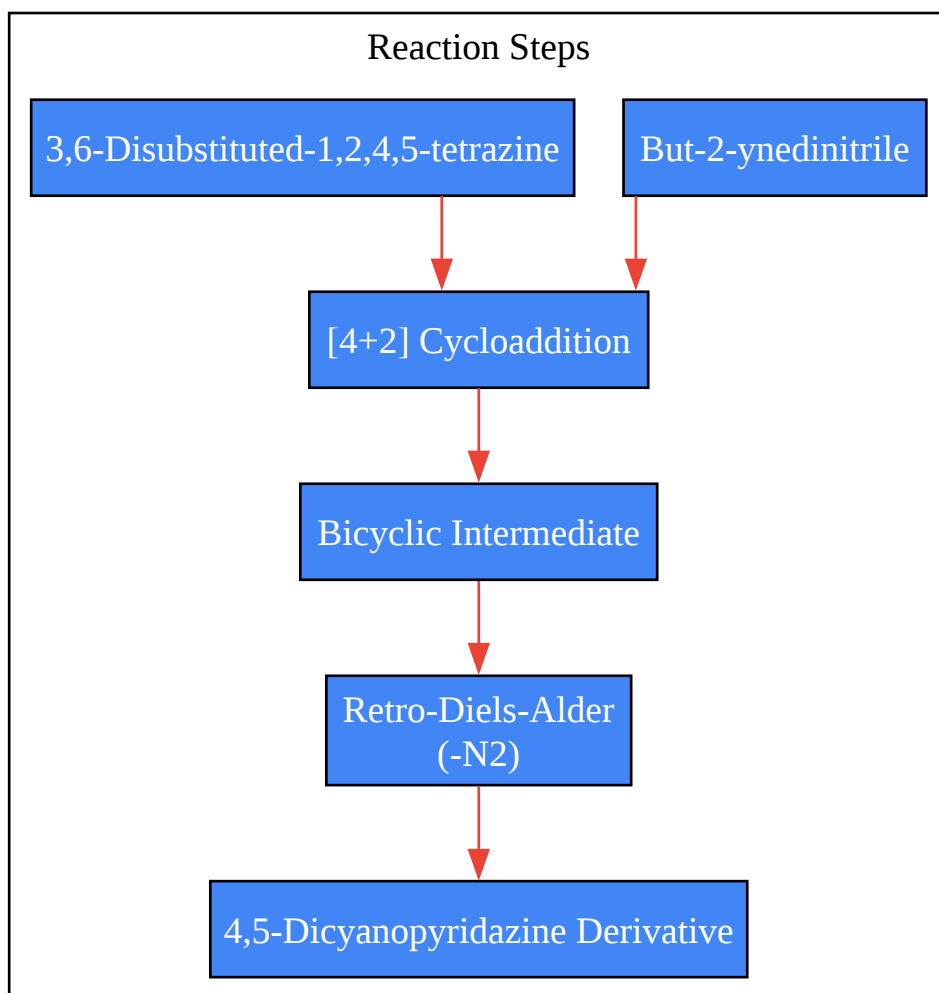 Reaction Steps
3,6-Disubstituted-1,2,4,5-tetrazine
But-2-ynedinitrile
[4+2] Cycloaddition
Bicyclic Intermediate
Retro-Diels-Alder
(-N2)
4,5-Dicyanopyridazine Derivative